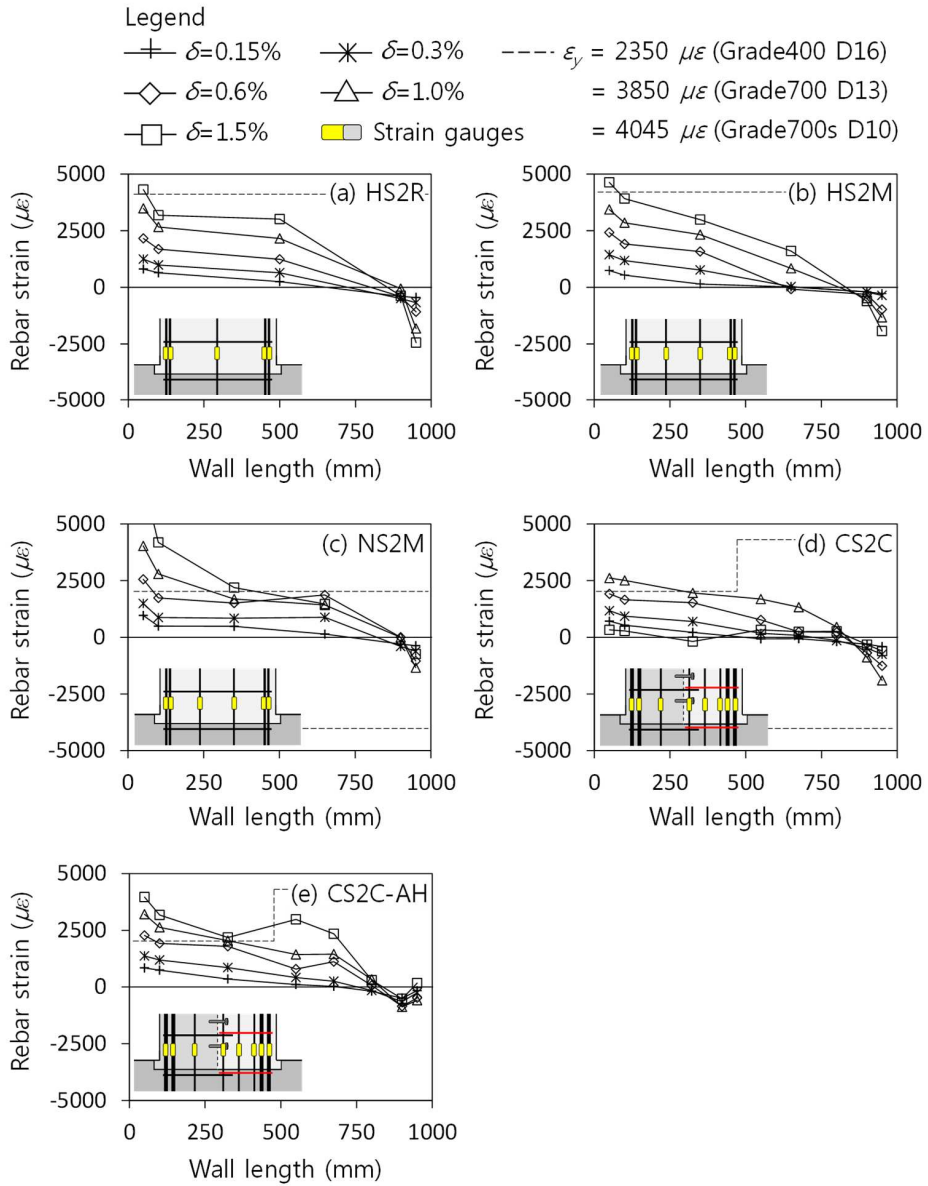 Legend
δ=0.15%
δ=0.3%
εy = 2350 με (Grade400 D16)
δ=0.6%
δ=1.0%
= 3850 με (Grade700 D13)
δ=1.5%
Strain gauges
= 4045 με (Grade700s D10)
(a) HS2R
Rebar strain (με)
5000
2500
0
-2500
-5000
0 250 500 750 1000
Wall length (mm)
(b) HS2M
Rebar strain (με)
5000
2500
0
-2500
-5000
0 250 500 750 1000
Wall length (mm)
(c) NS2M
Rebar strain (με)
5000
2500
0
-2500
-5000
0 250 500 750 1000
Wall length (mm)
(d) CS2C
Rebar strain (με)
5000
2500
0
-2500
-5000
0 250 500 750 1000
Wall length (mm)
(e) CS2C-AH
Rebar strain (με)
5000
2500
0
-2500
-5000
0 250 500 750 1000
Wall length (mm)